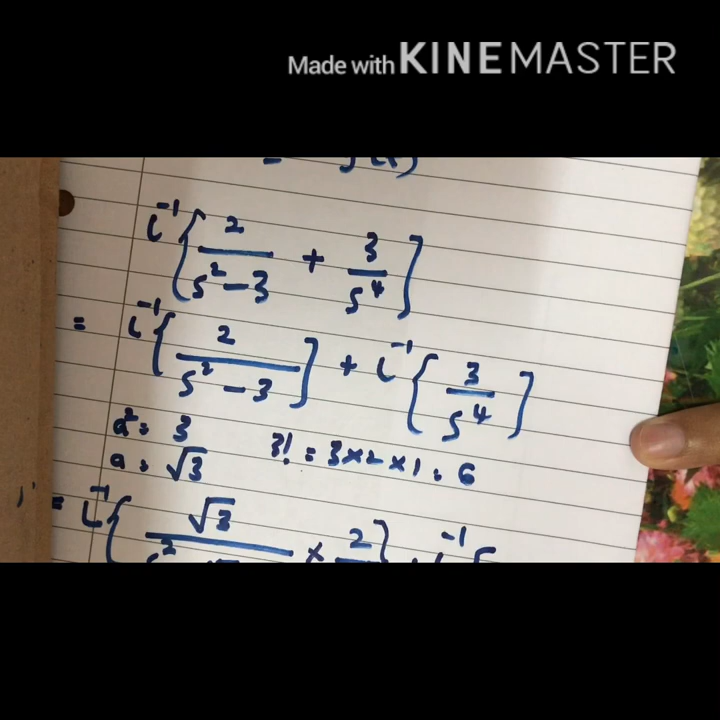 Made with KINEMASTER
L⁻¹{2/(s²-3) + 3/s⁴}
= L⁻¹{2/(s²-3)} + L⁻¹{3/s⁴}
a² = 3
a = √3 3! = 3×2×1 = 6
= L⁻¹{√3/s² × 2